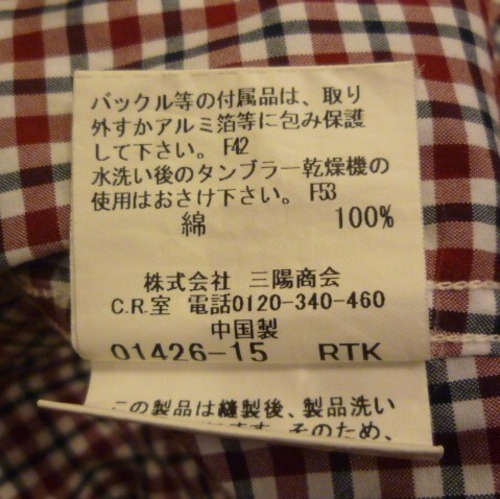 バックル等の付属品は、取り
外すかアルミ箔等に包み保護
して下さい。 F42
水洗い後のタンブラー乾燥機の
使用はおさけ下さい。 F53
綿 100%
株式会社 三陽商会
C.R.室 電話0120-340-460
中国製
01426-15 RTK
この製品は縫製後、製品洗い
ます。そのため、